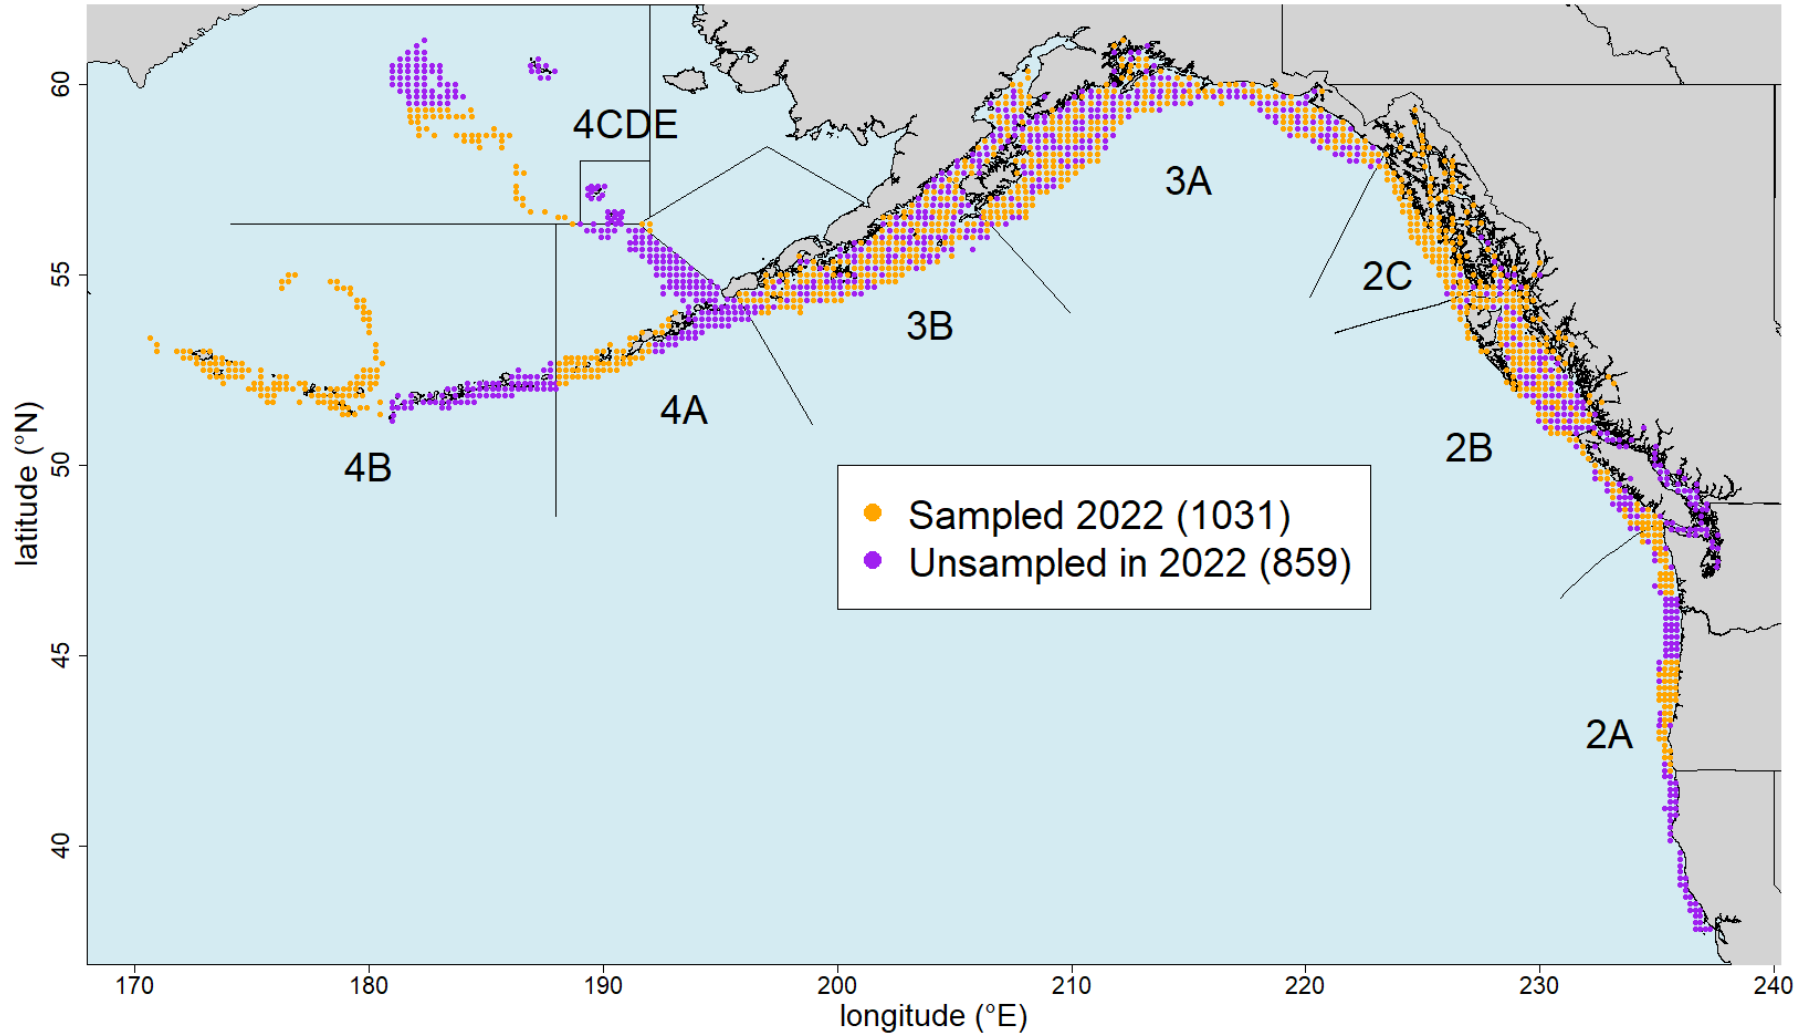 60
55
50
45
40
latitude (°N)
4CDE
3A
2C
3B
4A
2B
4B
Sampled 2022 (1031)
Unsampled in 2022 (859)
2A
170
180
190
200
210
220
230
240
longitude (°E)